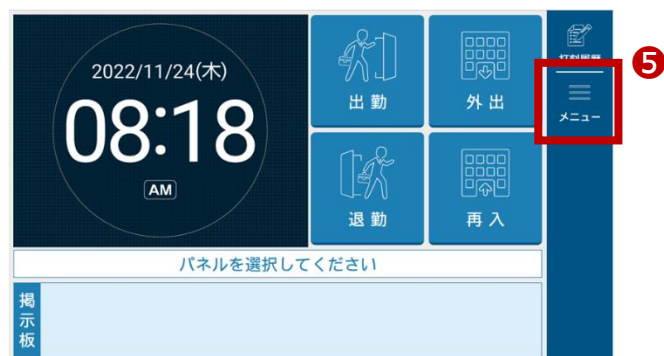 2022/11/24(木)
08:18
AM
出勤
外出
退勤
再入
打刻履歴
メニュー
❺
パネルを選択してください
掲示板